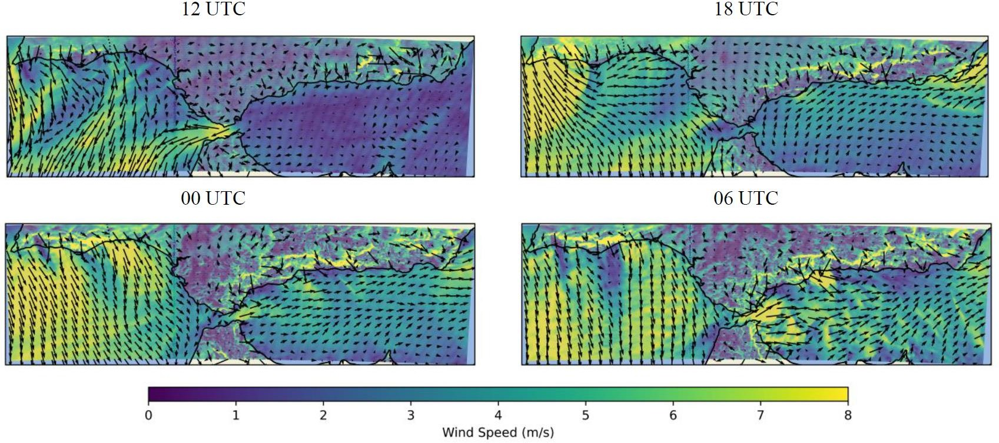 12 UTC
18 UTC
00 UTC
06 UTC
0 1 2 3 4 5 6 7 8
Wind Speed (m/s)